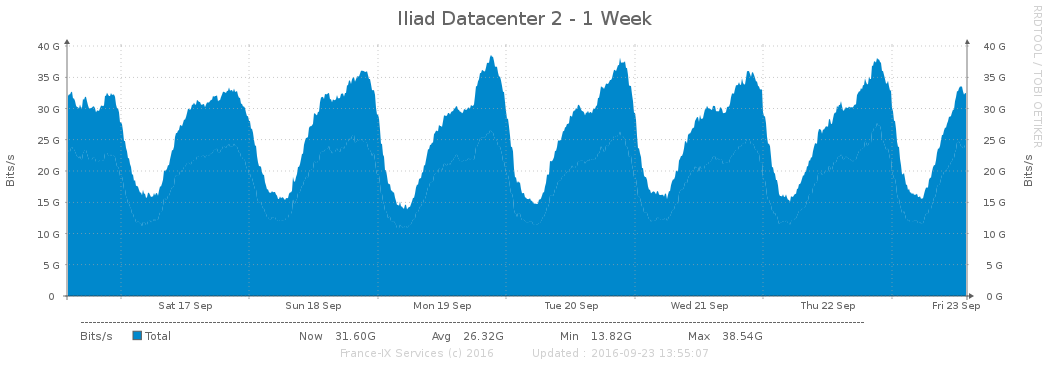 Iliad Datacenter 2 - 1 Week
RRDTOOL / TOBI OETIKER
Bits/s
40 G 40 G
35 G 35 G
30 G 30 G
25 G 25 G
20 G 20 G
15 G 15 G
10 G 10 G
5 G 5 G
0 0 G
Bits/s
Sat 17 Sep Sun 18 Sep Mon 19 Sep Tue 20 Sep Wed 21 Sep Thu 22 Sep Fri 23 Sep
Bits/s Total Now 31.60G Avg 26.32G Min 13.82G Max 38.54G
France-IX Services (c) 2016 Updated : 2016-09-23 13:55:07